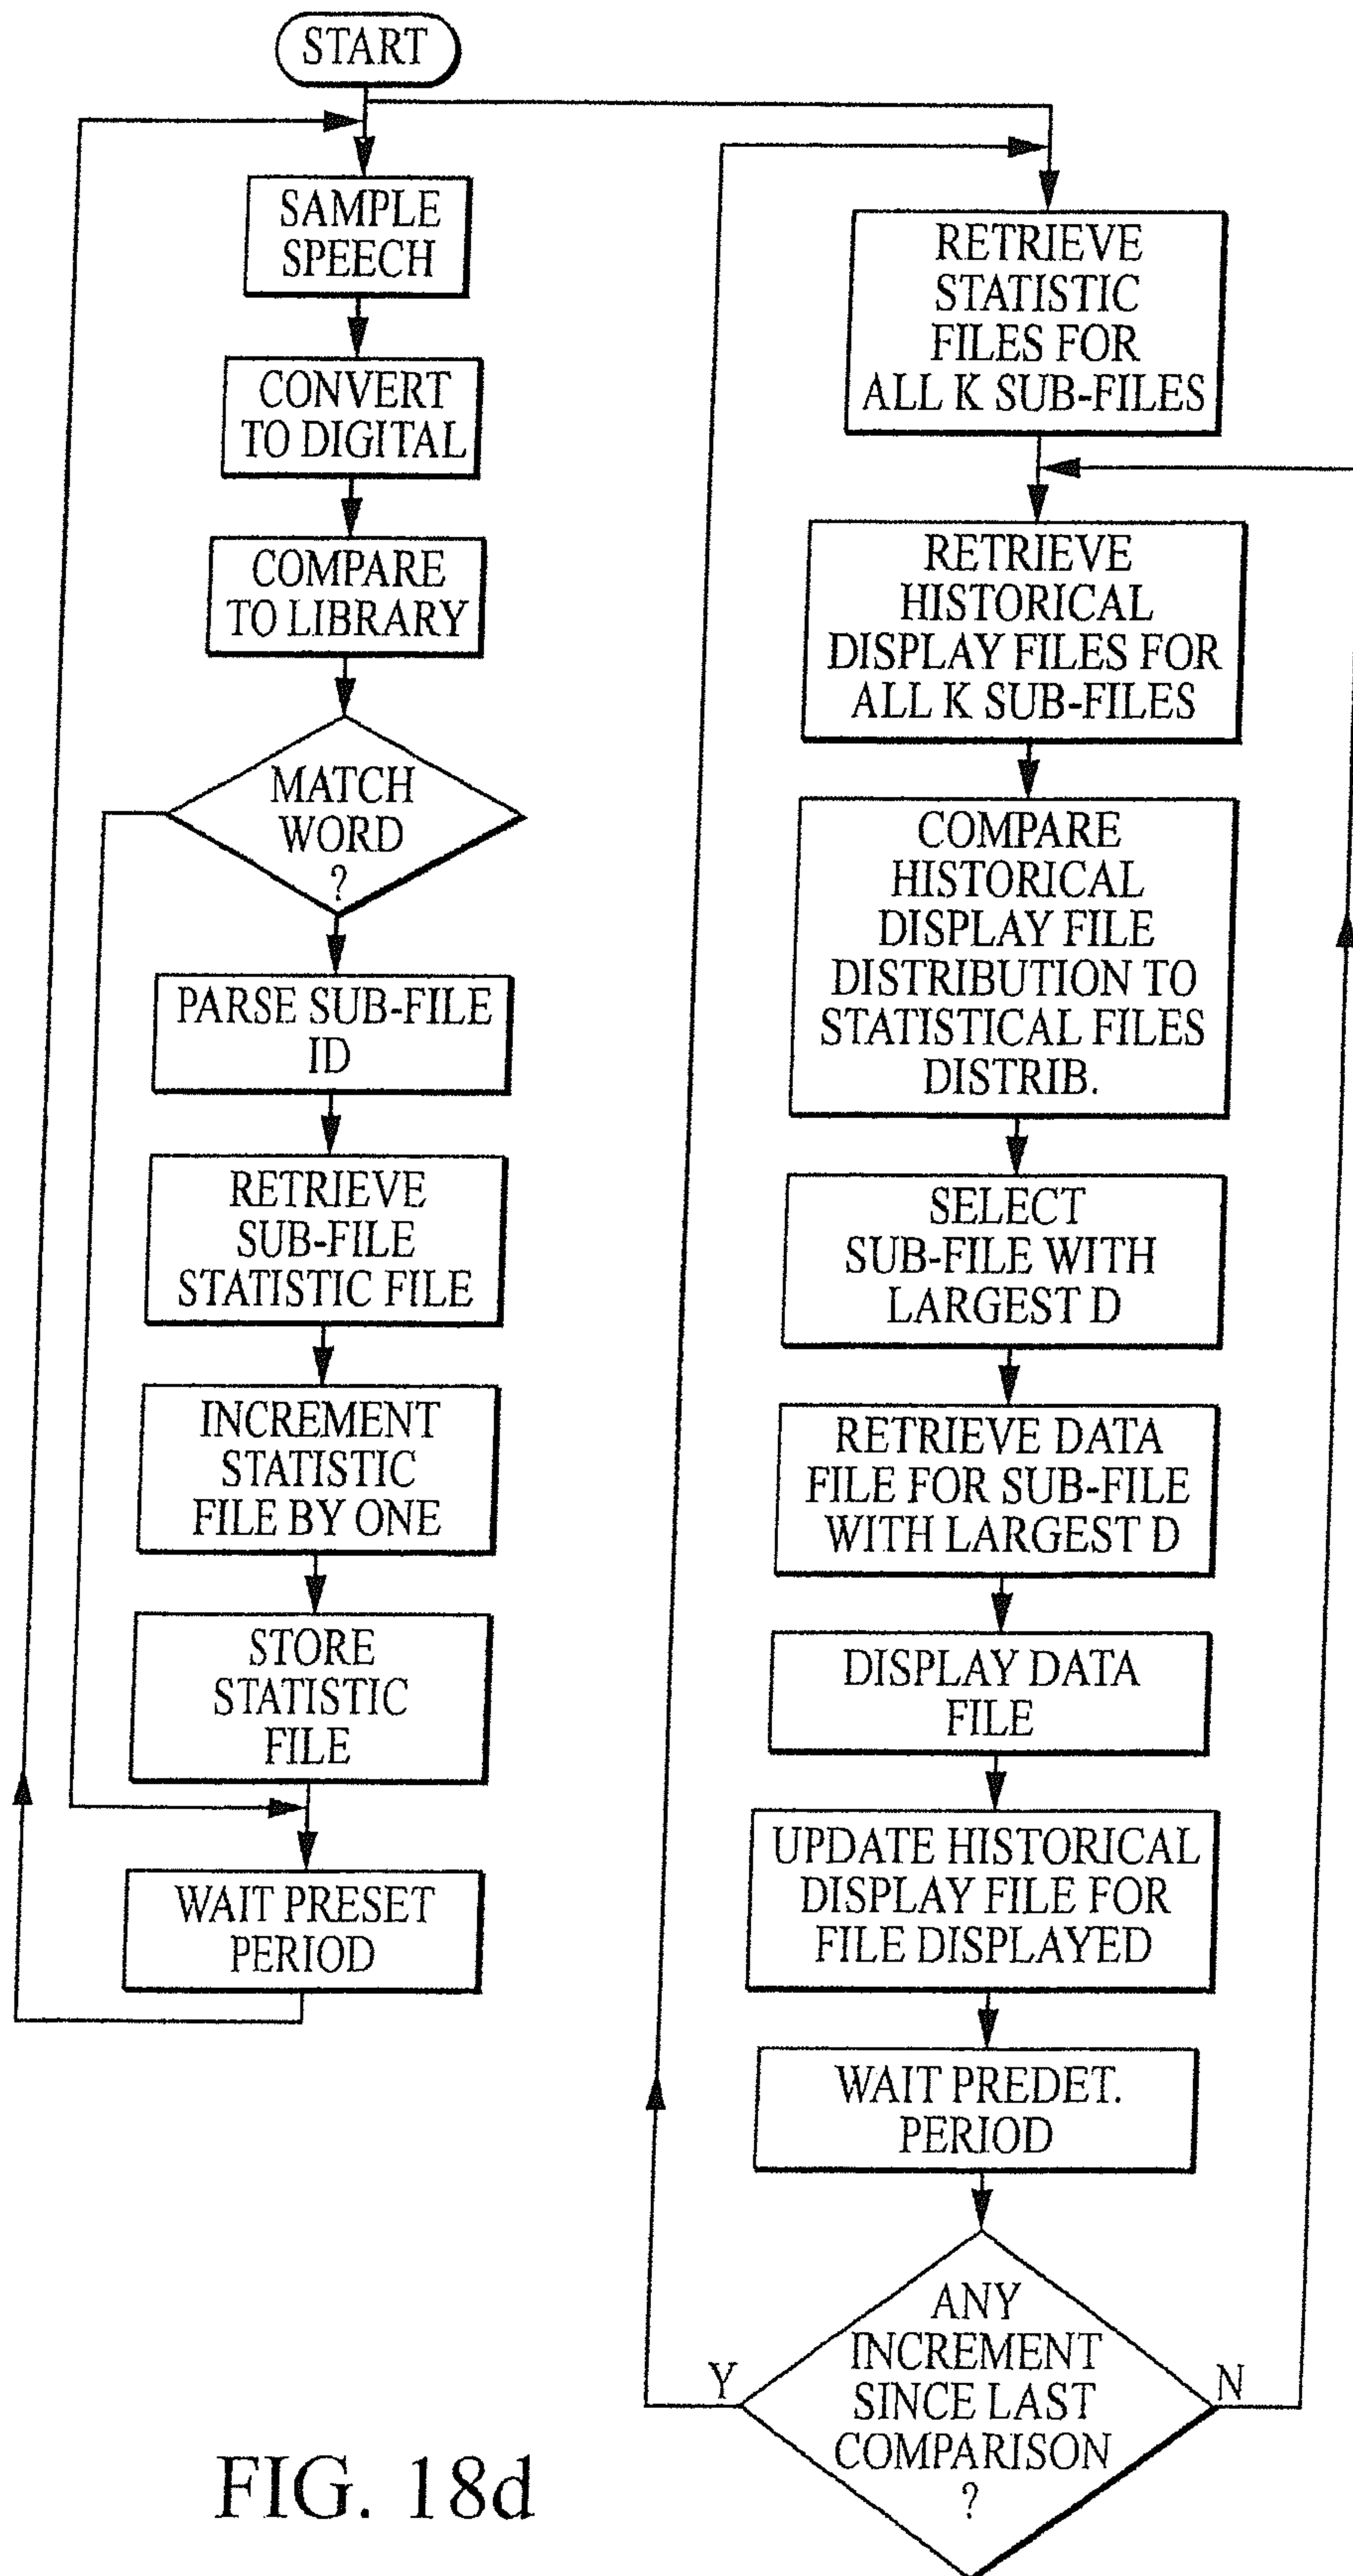 START
SAMPLE
SPEECH
CONVERT
TO DIGITAL
COMPARE
TO LIBRARY
MATCH
WORD
?
PARSE SUB-FILE
ID
RETRIEVE
SUB-FILE
STATISTIC FILE
INCREMENT
STATISTIC
FILE BY ONE
STORE
STATISTIC
FILE
WAIT PRESET
PERIOD
RETRIEVE
STATISTIC
FILES FOR
ALL K SUB-FILES
RETRIEVE
HISTORICAL
DISPLAY FILES FOR
ALL K SUB-FILES
COMPARE
HISTORICAL
DISPLAY FILE
DISTRIBUTION TO
STATISTICAL FILES
DISTRIB.
SELECT
SUB-FILE WITH
LARGEST D
RETRIEVE DATA
FILE FOR SUB-FILE
WITH LARGEST D
DISPLAY DATA
FILE
UPDATE HISTORICAL
DISPLAY FILE FOR
FILE DISPLAYED
WAIT PREDET.
PERIOD
ANY
INCREMENT
SINCE LAST
COMPARISON
?
Y
N
FIG. 18d